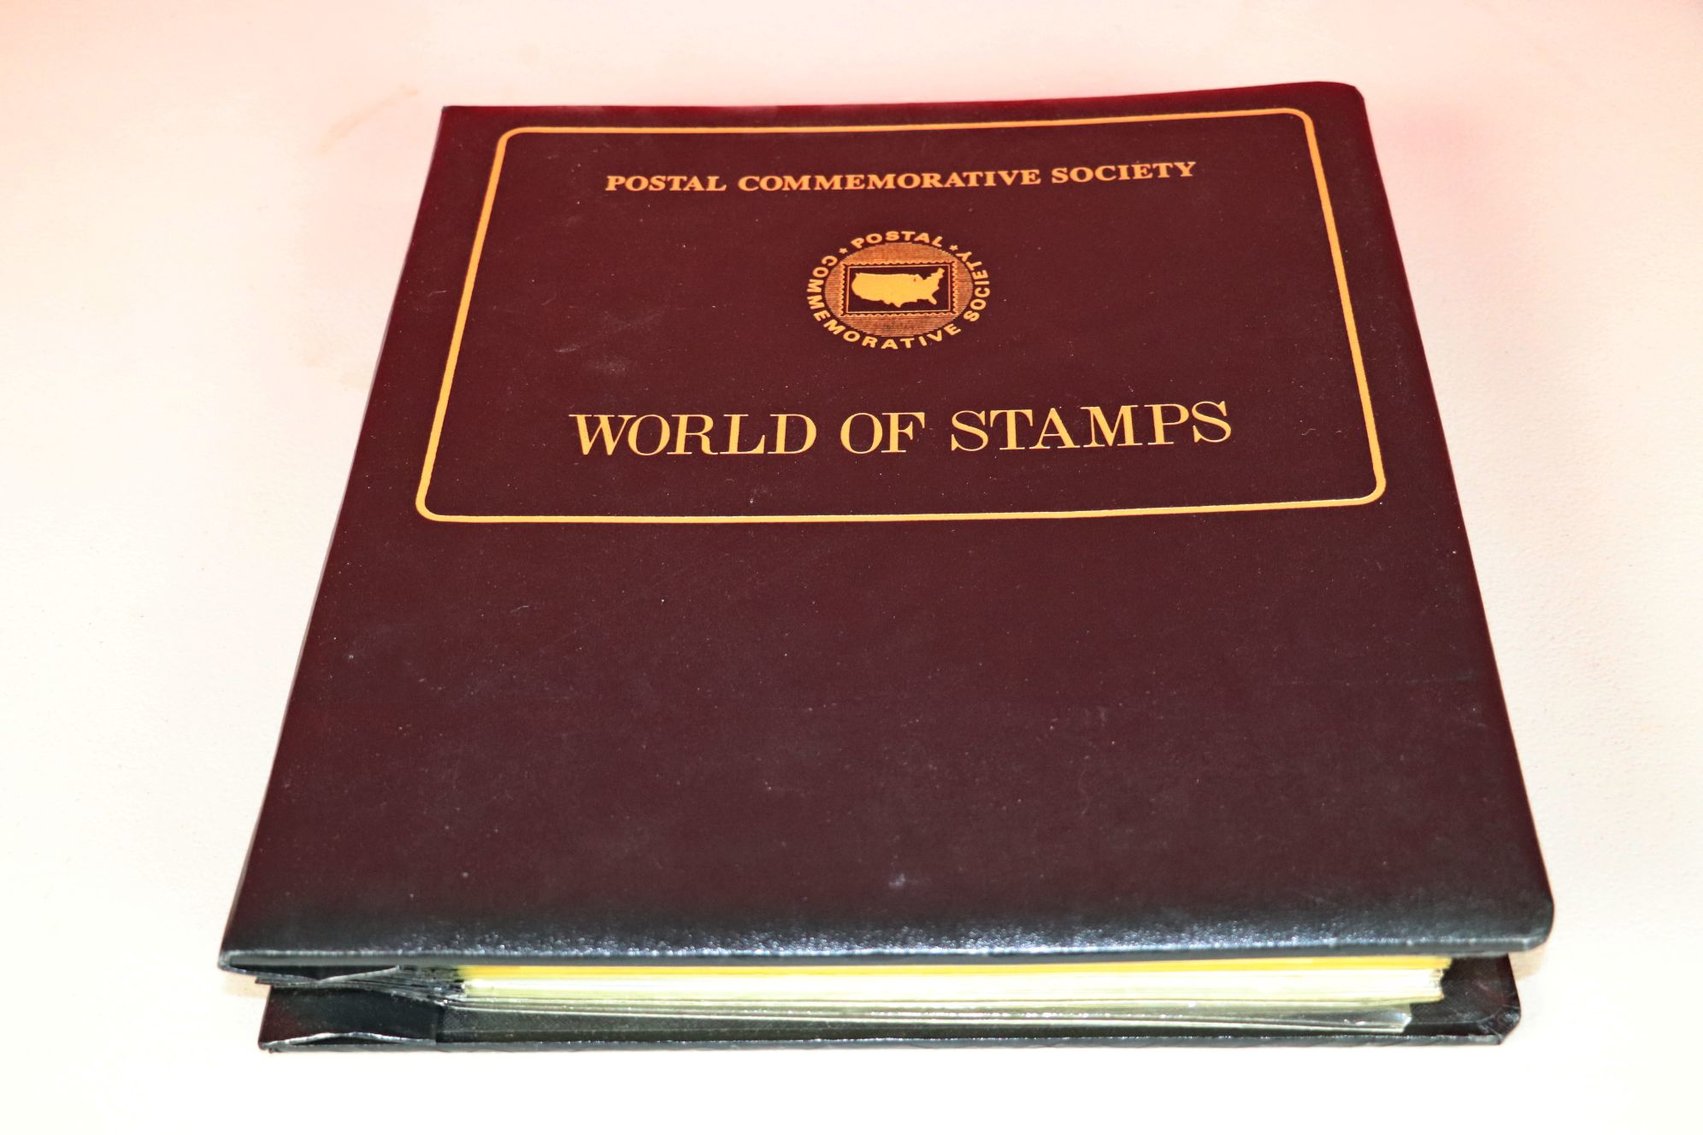 POSTAL COMMEMORATIVE SOCIETY
★ POSTAL ★
COMMEMORATIVE SOCIETY
WORLD OF STAMPS